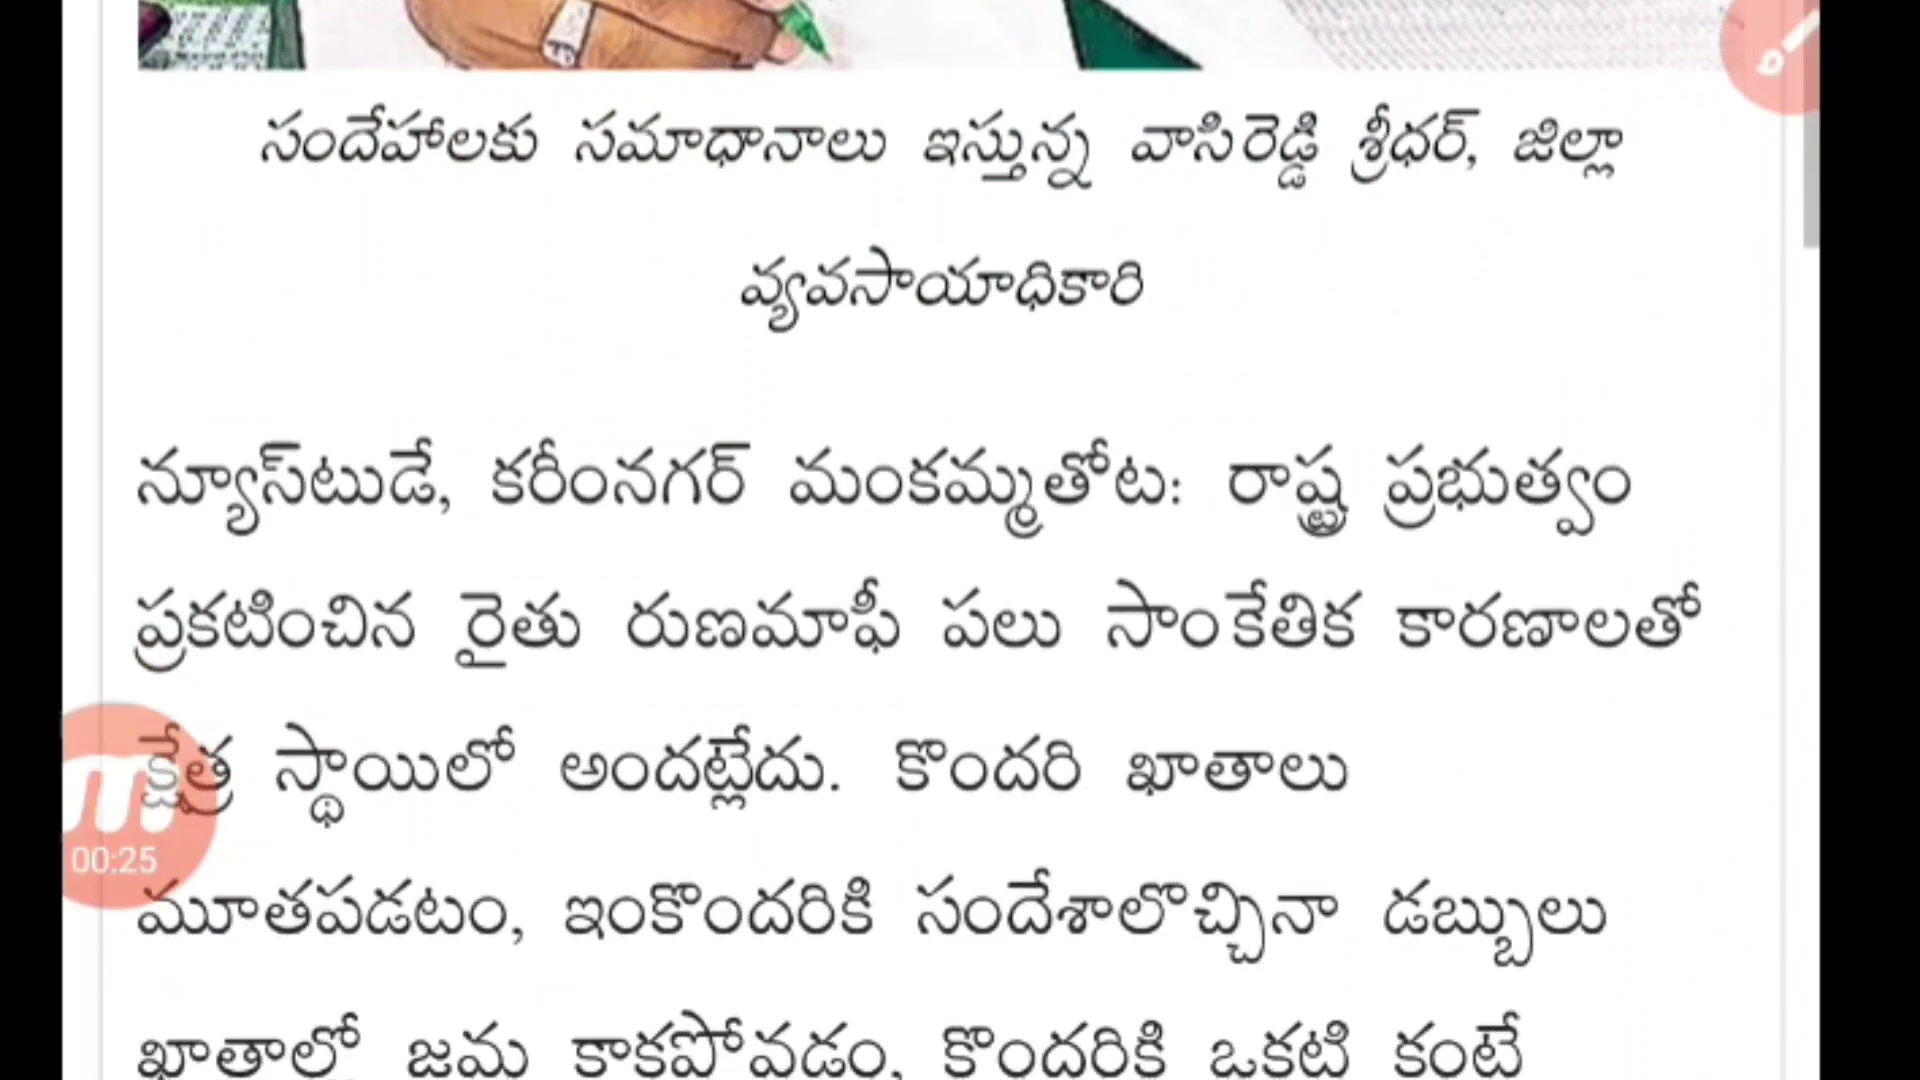 సందేహాలకు సమాధానాలు ఇస్తున్న వాసిరెడ్డి శ్రీధర్, జిల్లా
వ్యవసాయాధికారి
న్యూస్‌టుడే, కరీంనగర్ మంకమ్మతోట: రాష్ట్ర ప్రభుత్వం
ప్రకటించిన రైతు రుణమాఫీ పలు సాంకేతిక కారణాలతో
క్షేత్ర స్థాయిలో అందట్లేదు. కొందరి ఖాతాలు
00:25
మూతపడటం, ఇంకొందరికి సందేశాలొచ్చినా డబ్బులు
ఖాతాల్లో జమ కాకపోవడం, కొందరికి ఒకటి కంటే